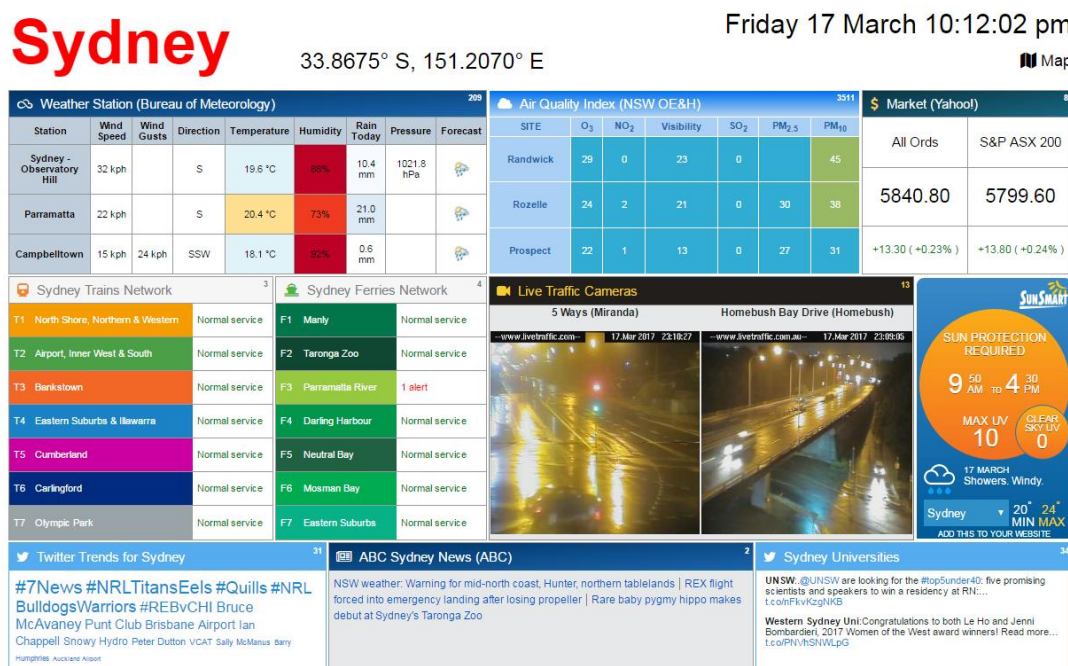 Sydney
33.8675° S, 151.2070° E
Friday 17 March 10:12:02 pm
Map
Weather Station (Bureau of Meteorology) 209
Station Wind Speed Wind Gusts Direction Temperature Humidity Rain Today Pressure Forecast
Sydney - Observatory Hill 32 kph S 19.6 °C 88% 10.4 mm 1021.8 hPa
Parramatta 22 kph S 20.4 °C 73% 21.0 mm
Campbelltown 15 kph 24 kph SSW 18.1 °C 92% 0.6 mm
Air Quality Index (NSW OE&H) 3511
SITE O3 NO2 Visibility SO2 PM2.5 PM10
Randwick 29 0 23 0 45
Rozelle 24 2 21 0 30 38
Prospect 22 1 13 0 27 31
$ Market (Yahoo!)
All Ords S&P ASX 200
5840.80 5799.60
+13.30 ( +0.23% ) +13.80 ( +0.24% )
Sydney Trains Network 3
T1 North Shore, Northern & Western Normal service
T2 Airport, Inner West & South Normal service
T3 Bankstown Normal service
T4 Eastern Suburbs & Illawarra Normal service
T5 Cumberland Normal service
T6 Carlingford Normal service
T7 Olympic Park Normal service
Sydney Ferries Network 4
F1 Manly Normal service
F2 Taronga Zoo Normal service
F3 Parramatta River 1 alert
F4 Darling Harbour Normal service
F5 Neutral Bay Normal service
F6 Mosman Bay Normal service
F7 Eastern Suburbs Normal service
Live Traffic Cameras 13
5 Ways (Miranda) Homebush Bay Drive (Homebush)
--www.livetraffic.com-- 17.Mar 2017 23:10:27
--www.livetraffic.com.au-- 17.Mar 2017 23:09:05
SUNSMART
SUN PROTECTION
REQUIRED
9 50 AM TO 4 30 PM
MAX UV
10
CLEAR
SKY UV
0
17 MARCH
Showers. Windy.
Sydney 20° MIN 24° MAX
ADD THIS TO YOUR WEBSITE
Twitter Trends for Sydney 31
#7News #NRLTitansEels #Quills #NRL
BulldogsWarriors #REBvCHI Bruce
McAvaney Punt Club Brisbane Airport Ian
Chappell Snowy Hydro Peter Dutton VCAT Sally McManus Barry
Humphries Auckland Airport
ABC Sydney News (ABC) 2
NSW weather: Warning for mid-north coast, Hunter, northern tablelands | REX flight
forced into emergency landing after losing propeller | Rare baby pygmy hippo makes
debut at Sydney's Taronga Zoo
Sydney Universities
UNSW:.@UNSW are looking for the #top5under40: five promising
scientists and speakers to win a residency at RN:...
t.co/nFkvKzgNKB
Western Sydney Uni:Congratulations to both Le Ho and Jenni
Bombardieri, 2017 Women of the West award winners! Read more...
t.co/PNVhSNWLpG